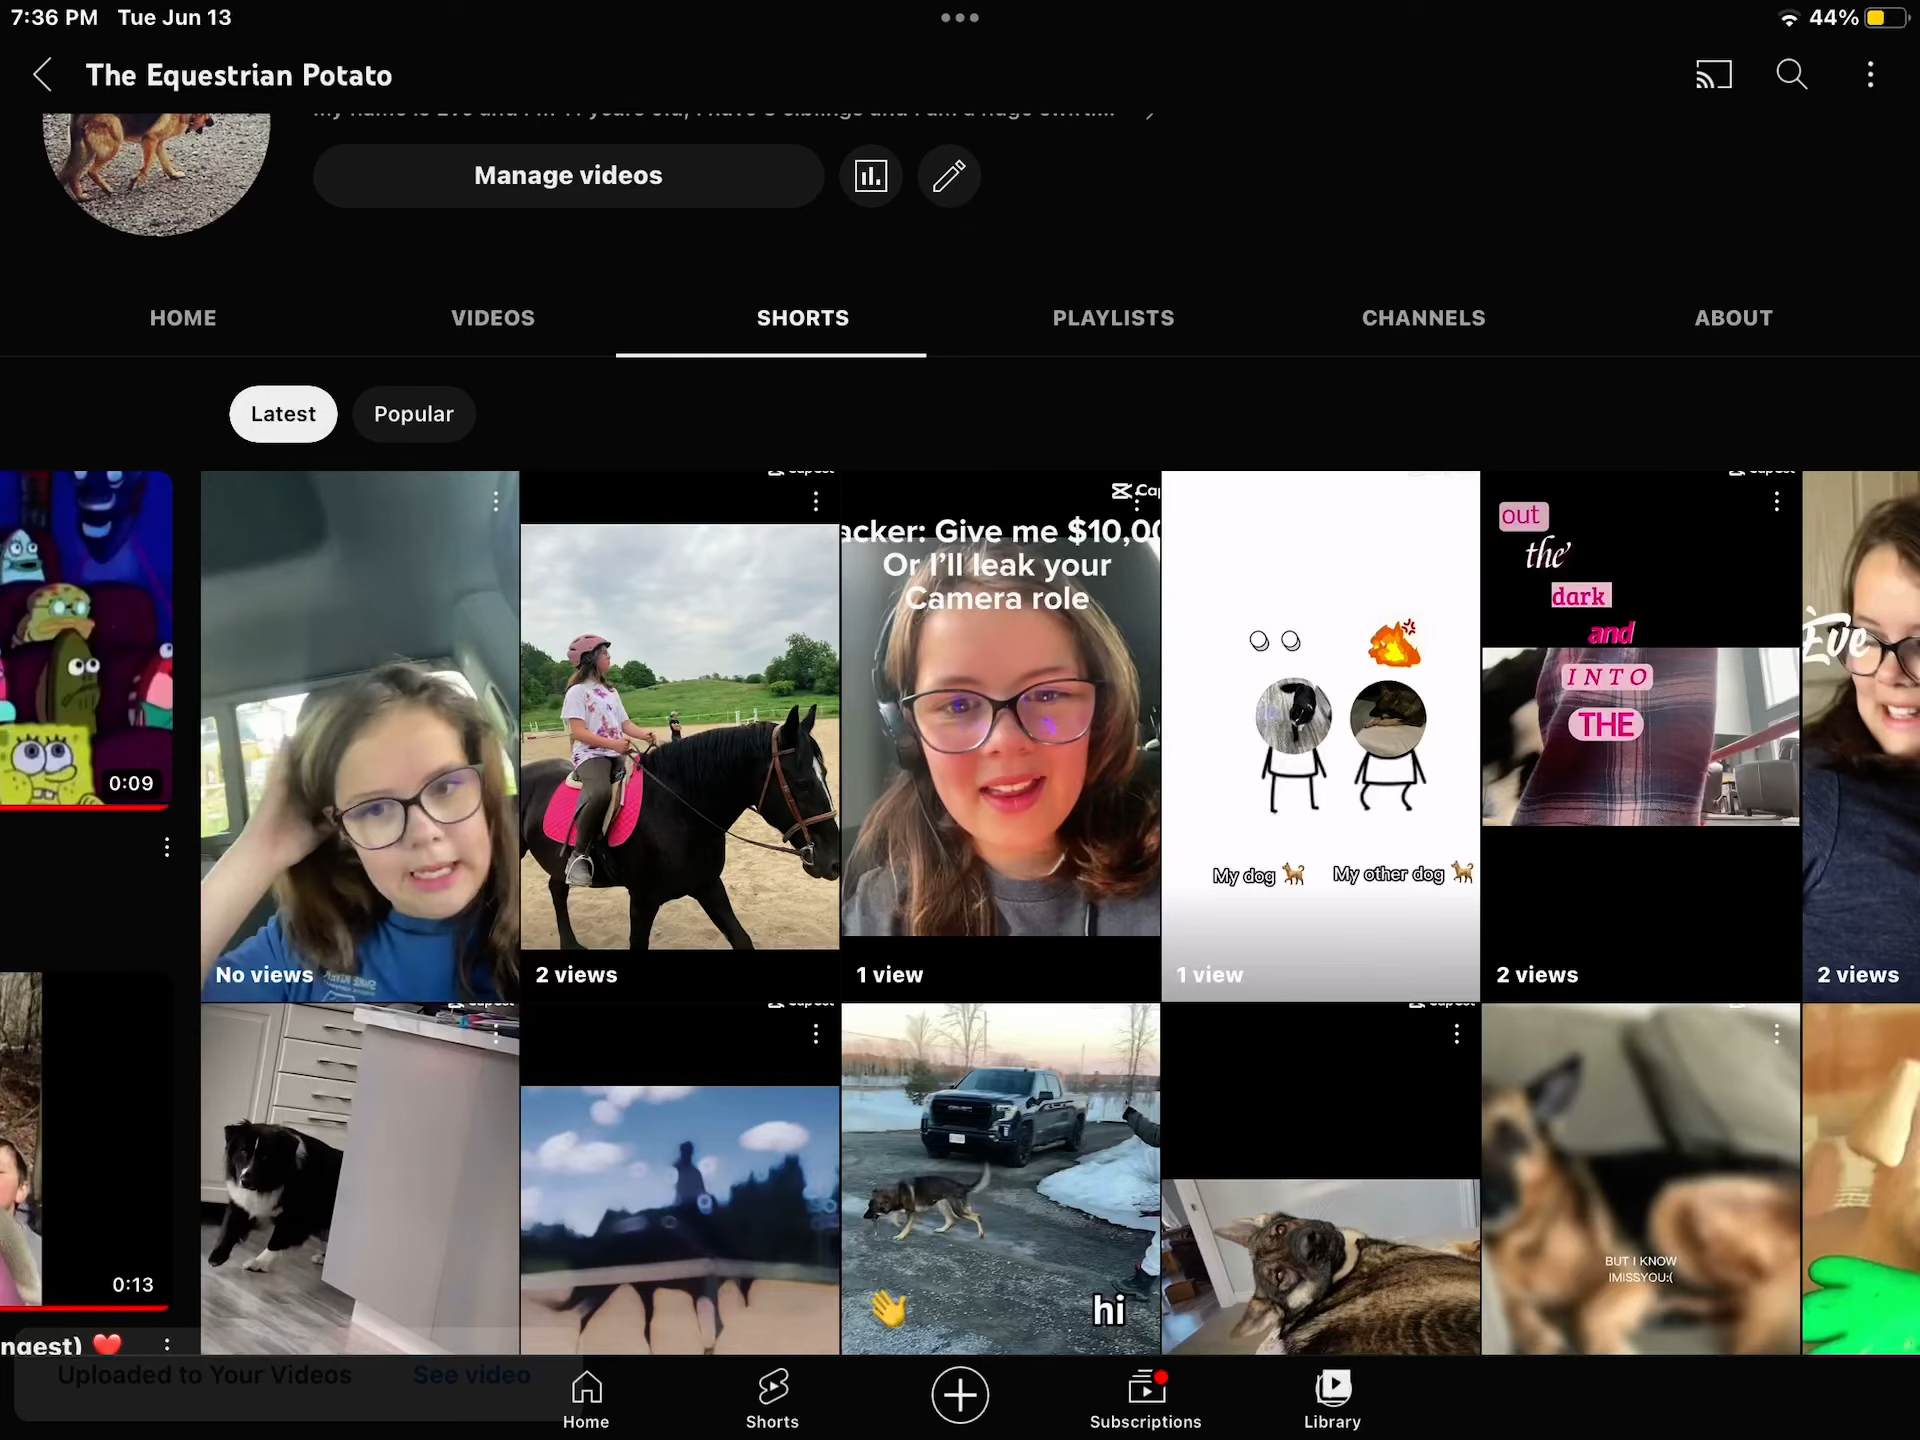 7:36 PM Tue Jun 13
44%
The Equestrian Potato
Manage videos
HOME
VIDEOS
SHORTS
PLAYLISTS
CHANNELS
ABOUT
Latest
Popular
0:09
No views
2 views
acker: Give me $10,00
Or I'll leak your
Camera role
1 view
My dog 🐕
My other dog 🐕
1 view
out
the
dark
and
INTO
THE
2 views
Eve
2 views
0:13
ngest) ❤️
👋 hi
BUT I KNOW
IMISSYOU:(
Uploaded to Your Videos
See video
Home
Shorts
Subscriptions
Library